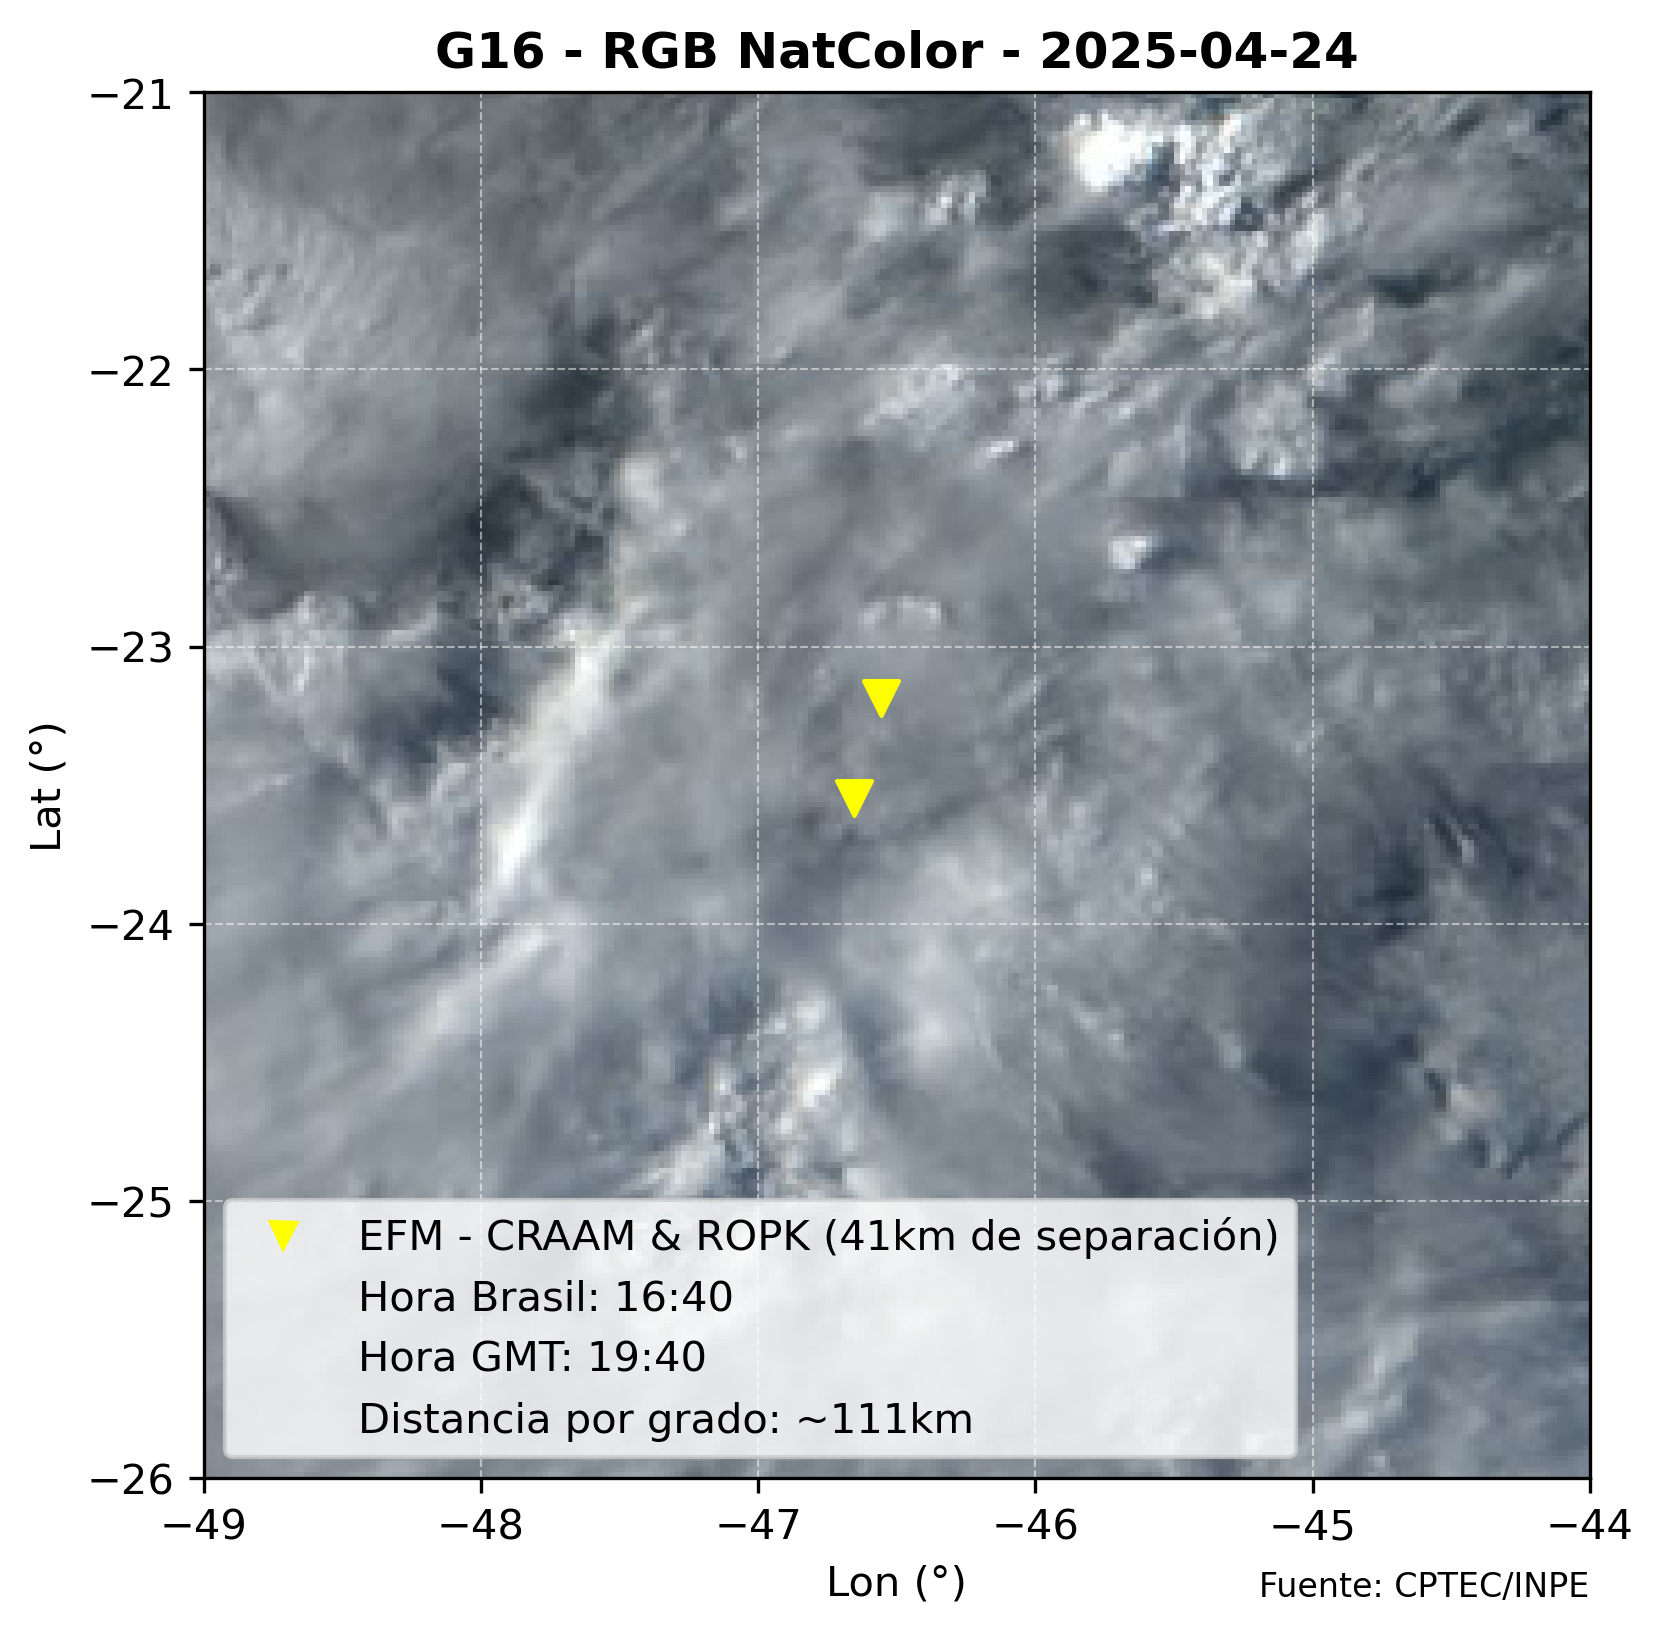 G16 - RGB NatColor - 2025-04-24
−21
−22
−23
−24
−25
−26
Lat (°)
EFM - CRAAM & ROPK (41km de separación)
Hora Brasil: 16:40
Hora GMT: 19:40
Distancia por grado: ~111km
−49 −48 −47 −46 −45 −44
Lon (°)
Fuente: CPTEC/INPE